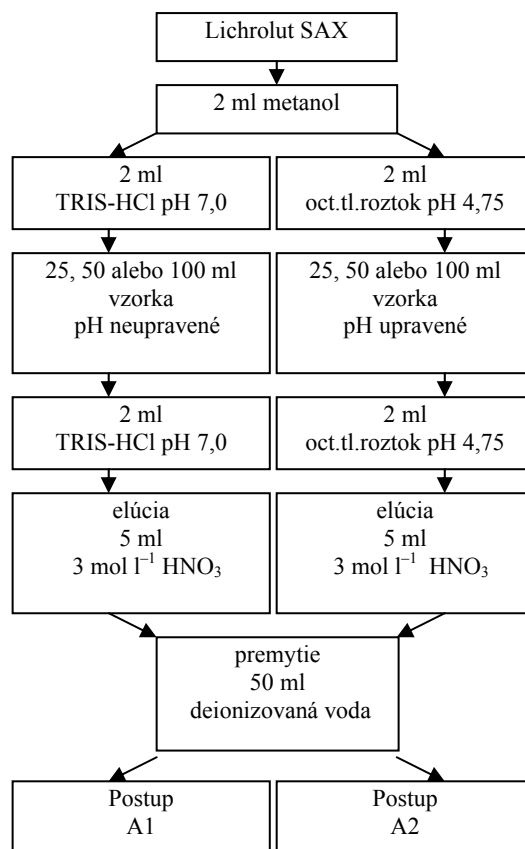 Lichrolut SAX
2 ml metanol
2 ml
TRIS-HCl pH 7,0
2 ml
oct.tl.roztok pH 4,75
25, 50 alebo 100 ml
vzorka
pH neupravené
25, 50 alebo 100 ml
vzorka
pH upravené
2 ml
TRIS-HCl pH 7,0
2 ml
oct.tl.roztok pH 4,75
elúcia
5 ml
3 mol l⁻¹ HNO₃
elúcia
5 ml
3 mol l⁻¹ HNO₃
premytie
50 ml
deionizovaná voda
Postup
A1
Postup
A2